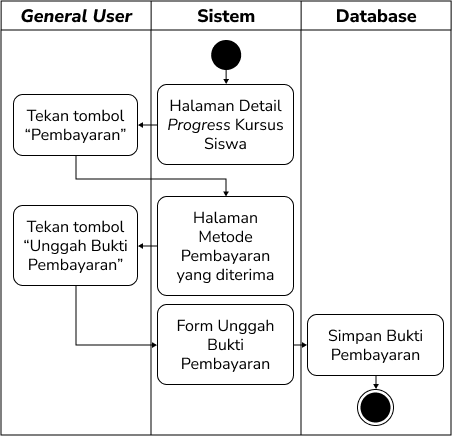 General User
Sistem
Database
Halaman Detail
Progress Kursus
Siswa
Tekan tombol
“Pembayaran”
Halaman
Metode
Pembayaran
yang diterima
Tekan tombol
“Unggah Bukti
Pembayaran”
Form Unggah
Bukti
Pembayaran
Simpan Bukti
Pembayaran